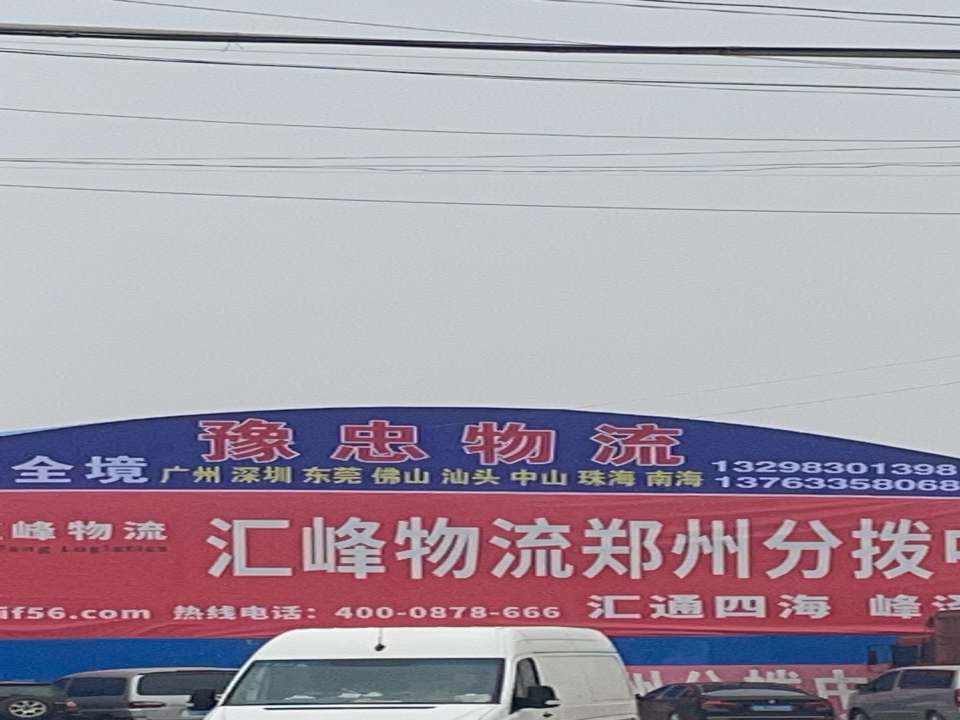 豫忠物流
全境 广州 深圳 东莞 佛山 汕头 中山 珠海 南海
13298301398
13763358068
峰物流
汇峰物流郑州分拨
if56.com 热线电话：400-0878-666 汇通四海 峰